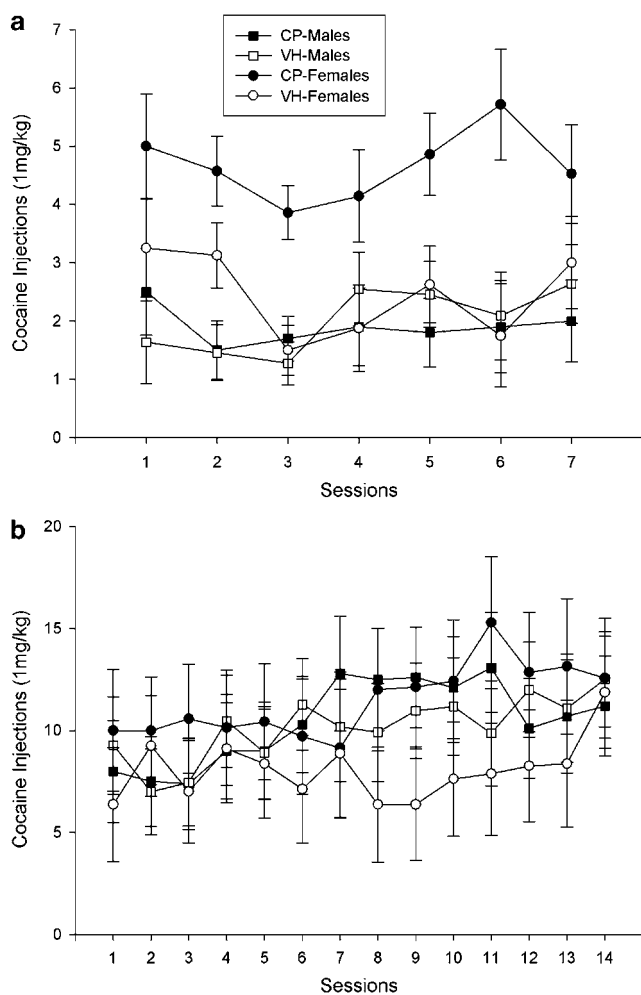 a
7
6
5
4
3
2
1
0
Cocaine Injections (1mg/kg)
CP-Males
VH-Males
CP-Females
VH-Females
1 2 3 4 5 6 7
Sessions
b
20
15
10
5
0
Cocaine Injections (1mg/kg)
1 2 3 4 5 6 7 8 9 10 11 12 13 14
Sessions